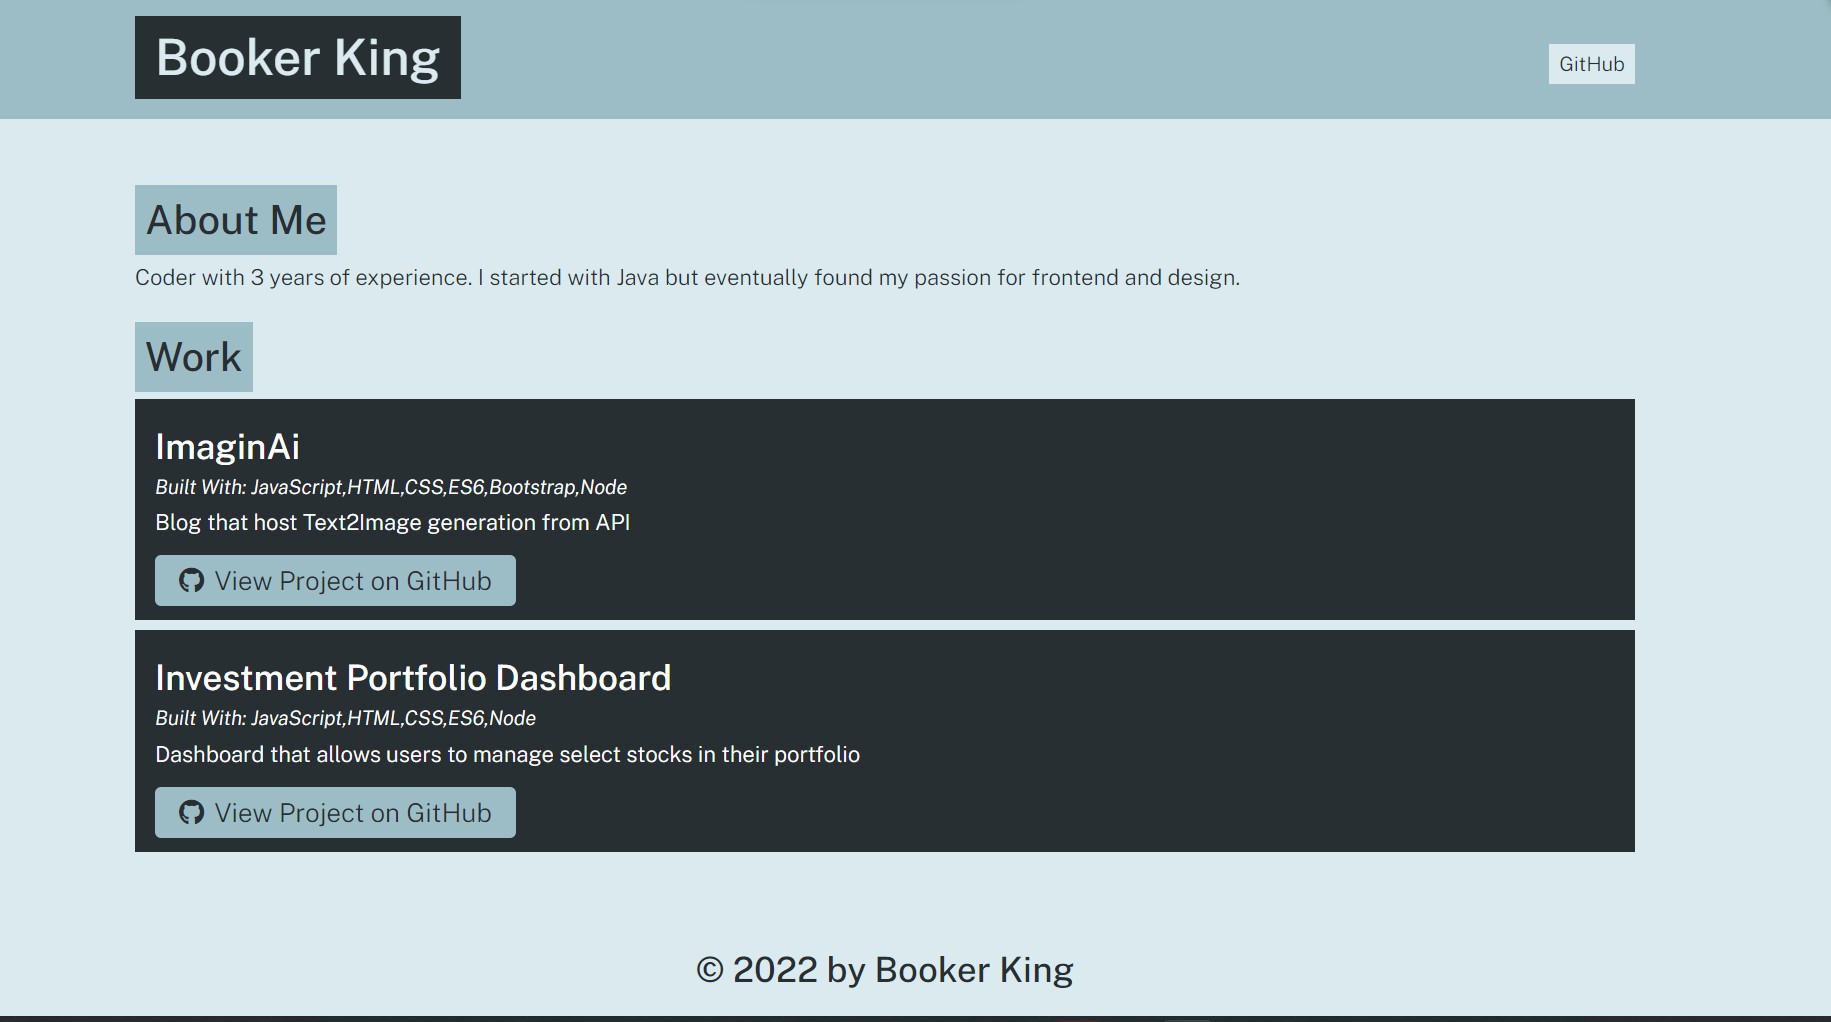 Booker King
GitHub
About Me
Coder with 3 years of experience. I started with Java but eventually found my passion for frontend and design.
Work
ImaginAi
Built With: JavaScript,HTML,CSS,ES6,Bootstrap,Node
Blog that host Text2Image generation from API
View Project on GitHub
Investment Portfolio Dashboard
Built With: JavaScript,HTML,CSS,ES6,Node
Dashboard that allows users to manage select stocks in their portfolio
View Project on GitHub
© 2022 by Booker King